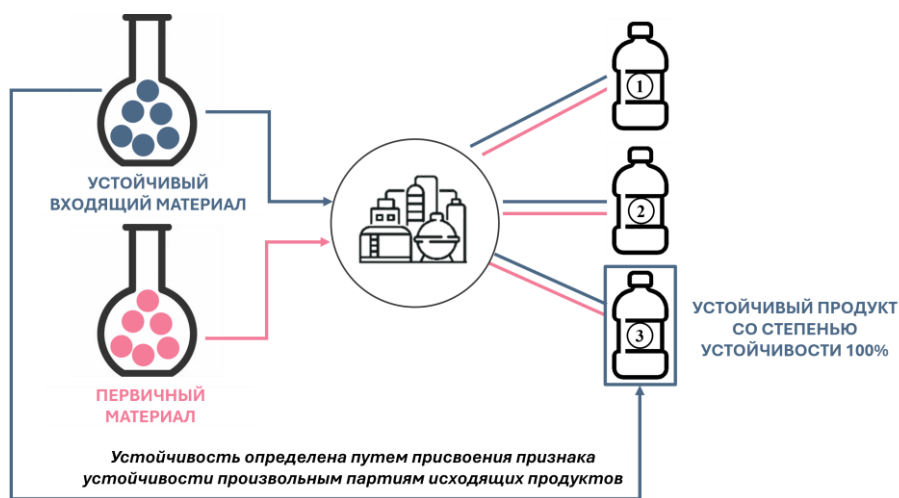 УСТОЙЧИВЫЙ
ВХОДЯЩИЙ МАТЕРИАЛ
ПЕРВИЧНЫЙ
МАТЕРИАЛ
1
2
3
УСТОЙЧИВЫЙ ПРОДУКТ
СО СТЕПЕНЬЮ
УСТОЙЧИВОСТИ 100%
Устойчивость определена путем присвоения признака
устойчивости произвольным партиям исходящих продуктов